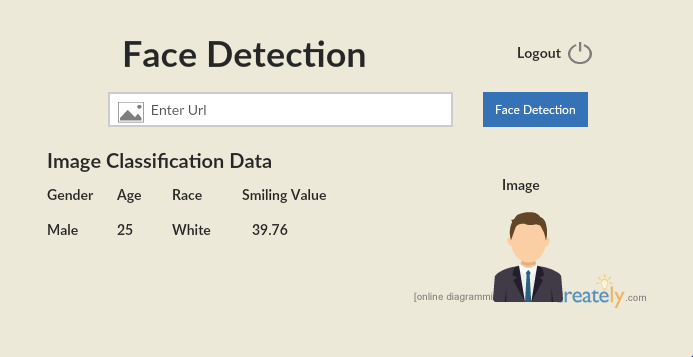 Face Detection
Logout
Enter Url
Face Detection
Image Classification Data
Gender Age Race Smiling Value
Image
Male 25 White 39.76
[online diagrammi
reately.com